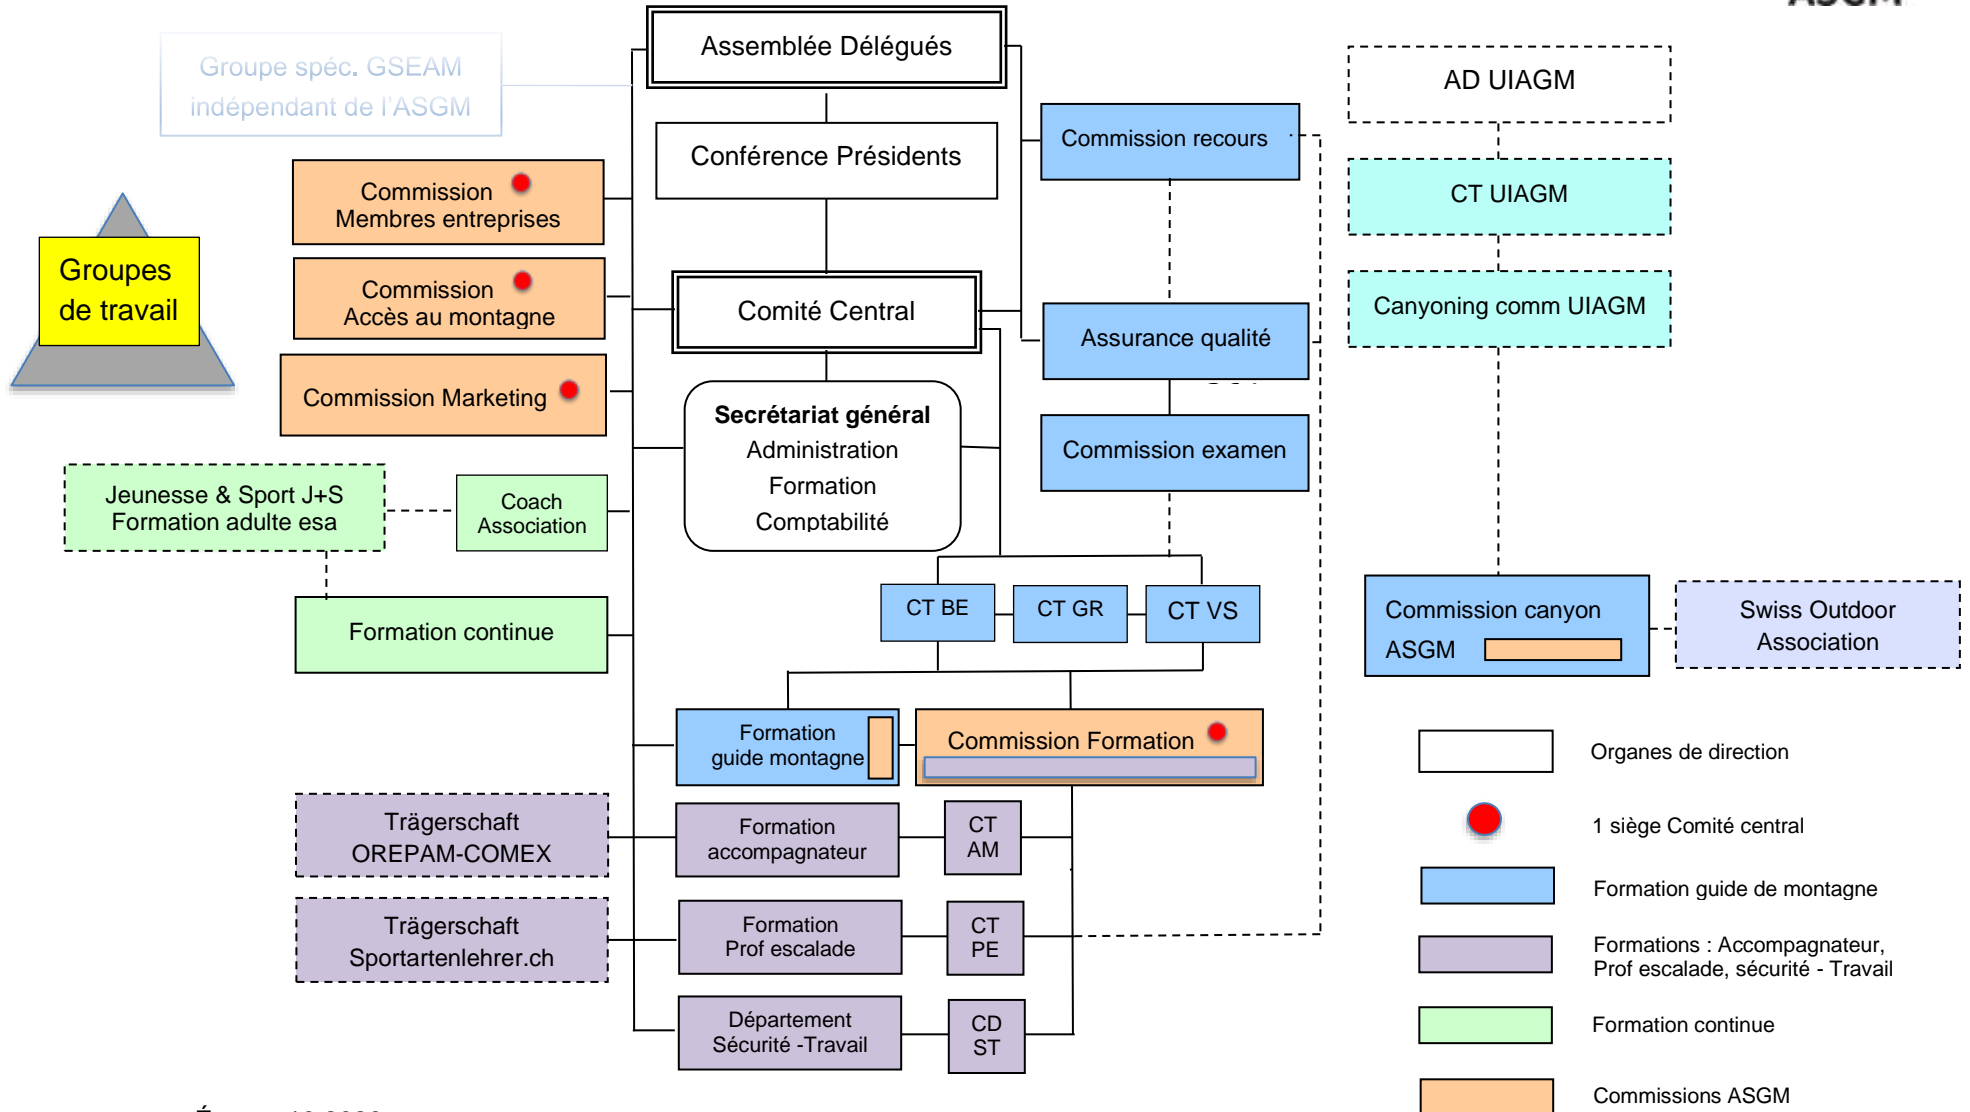 ASGM
Groupe spéc. GSEAM
indépendant de l'ASGM
Assemblée Délégués
Conférence Présidents
Commission recours
AD UIAGM
CT UIAGM
Canyoning comm UIAGM
Commission
Membres entreprises
Commission
Accès au montagne
Commission Marketing
Groupes
de travail
Comité Central
Assurance qualité
Secrétariat général
Administration
Formation
Comptabilité
Commission examen
Jeunesse & Sport J+S
Formation adulte esa
Coach
Association
Formation continue
CT BE
CT GR
CT VS
Commission canyon
ASGM
Swiss Outdoor
Association
Formation
guide montagne
Commission Formation
Trägerschaft
OREPAM-COMEX
Formation
accompagnateur
CT
AM
Trägerschaft
Sportartenlehrer.ch
Formation
Prof escalade
CT
PE
Département
Sécurité -Travail
CD
ST
Organes de direction
1 siège Comité central
Formation guide de montagne
Formations : Accompagnateur,
Prof escalade, sécurité - Travail
Formation continue
Commissions ASGM